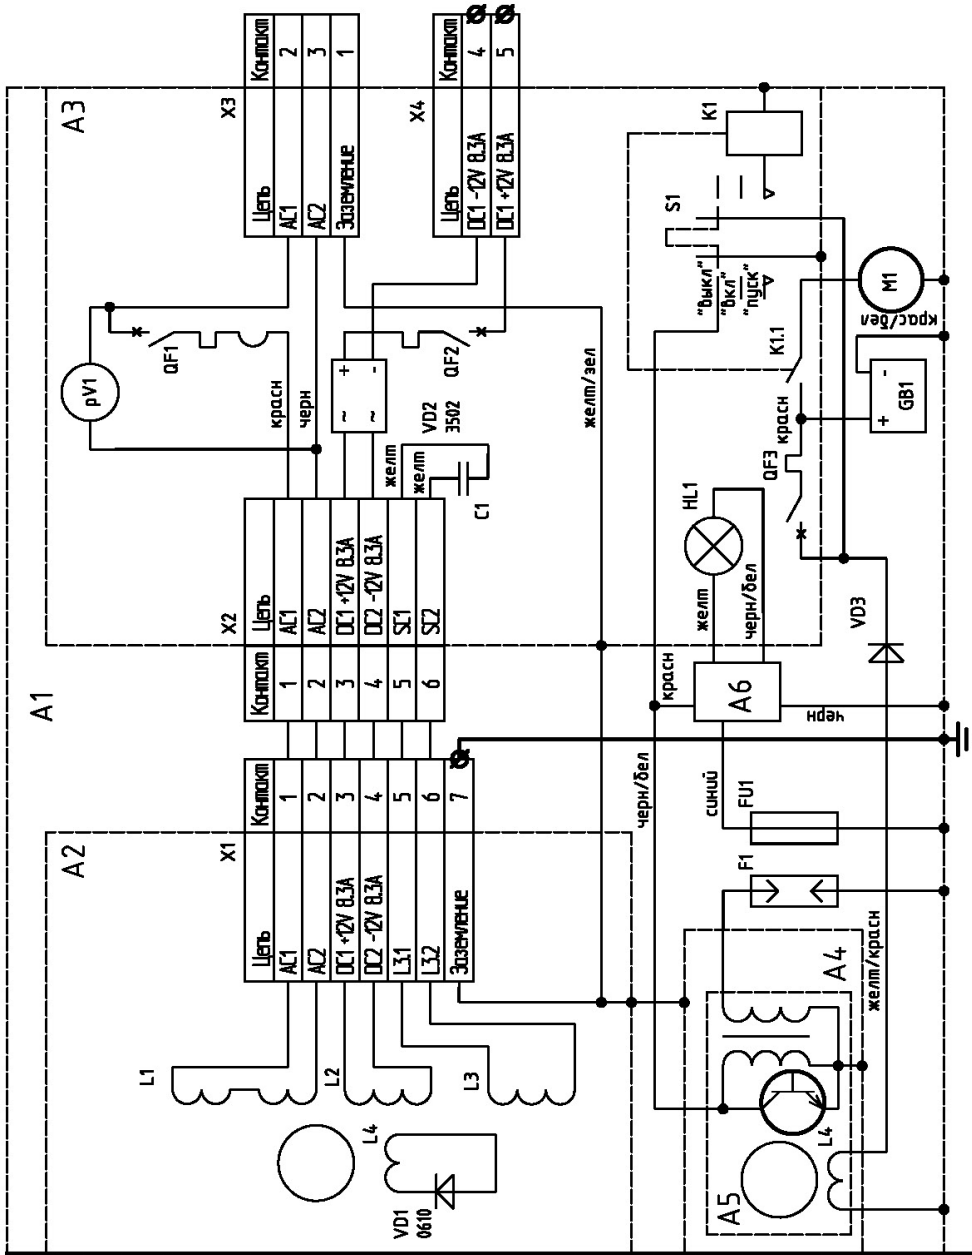 A1
A2
A3
X1
Цепь
Контакт
AC1
1
AC2
2
DC1 +12V 8.3A
3
DC2 -12V 8.3A
4
L3.1
5
L3.2
6
Заземление
7
X2
Контакт
Цепь
1
AC1
2
AC2
3
DC1 +12V 8.3A
4
DC2 -12V 8.3A
5
SC1
6
SC2
X3
Цепь
Контакт
AC1
2
AC2
3
Заземление
1
X4
Цепь
Контакт
DC1 -12V 8.3A
4
DC1 +12V 8.3A
5
L1
L2
L3
L4
VD1
0610
pV1
QF1
красн
черн
+
-
~
~
VD2
3502
QF2
желт
желт
C1
желт/зел
K1
S1
"Выкл"
"Вкл"
"пуск"
K1.1
M1
крас/бел
GB1
+
-
красн
QF3
HL1
желт
черн/бел
VD3
красн
A6
черн
черн/бел
синий
FU1
F1
желт/красн
A4
A5
L4